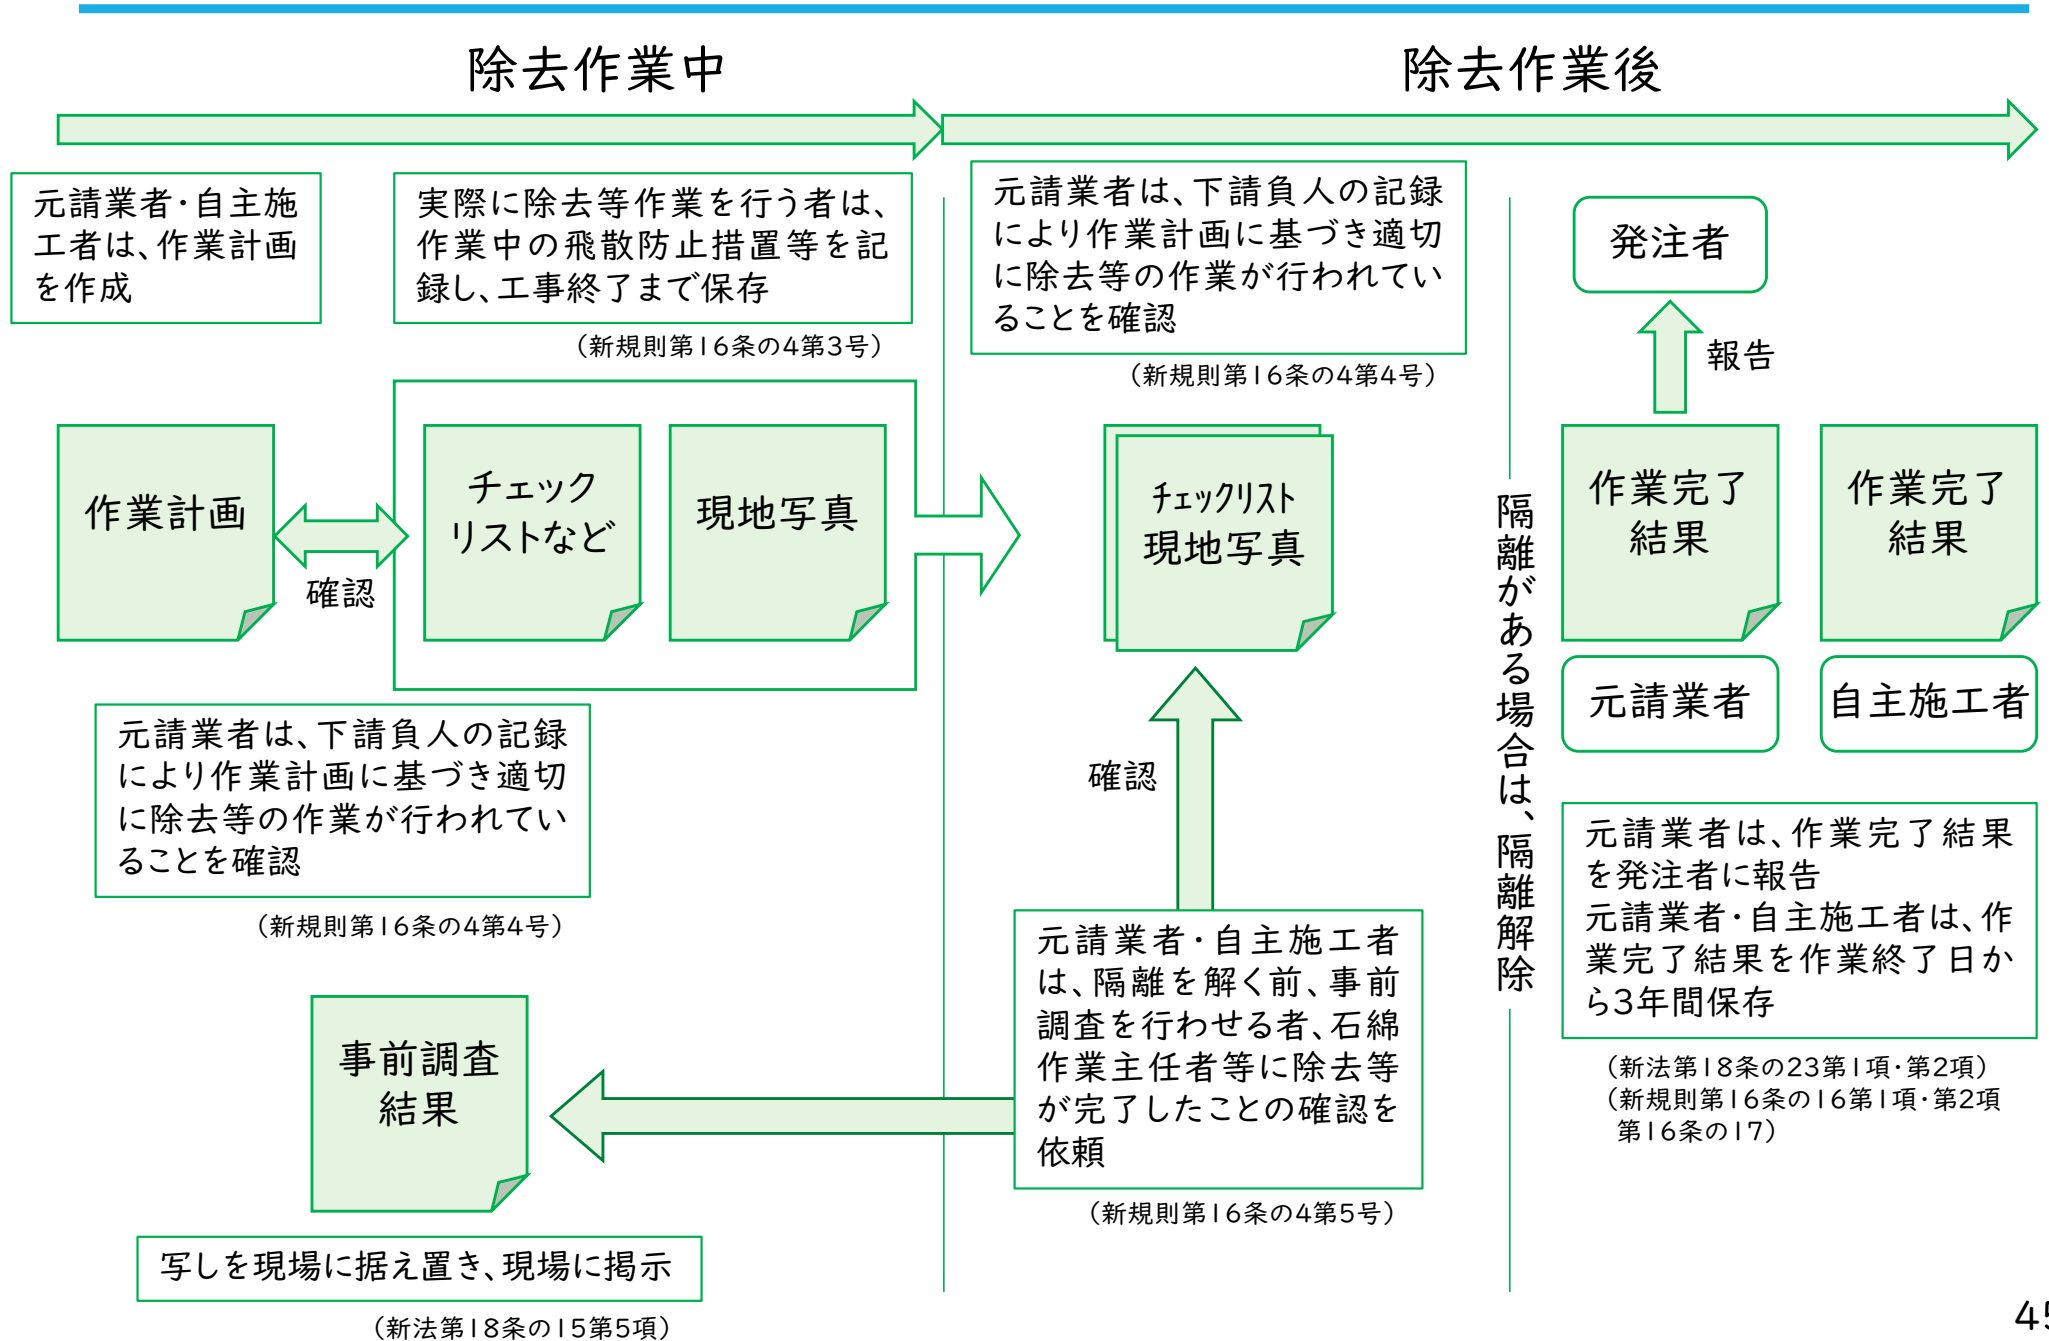 除去作業中
除去作業後
元請業者・自主施
工者は、作業計画
を作成
実際に除去等作業を行う者は、
作業中の飛散防止措置等を記
録し、工事終了まで保存
（新規則第16条の4第3号）
元請業者は、下請負人の記録
により作業計画に基づき適切
に除去等の作業が行われてい
ることを確認
（新規則第16条の4第4号）
発注者
報告
作業計画
確認
チェック
リストなど
現地写真
チェックリスト
現地写真
隔離がある場合は、隔離解除
作業完了
結果
作業完了
結果
元請業者
自主施工者
元請業者は、下請負人の記録
により作業計画に基づき適切
に除去等の作業が行われてい
ることを確認
（新規則第16条の4第4号）
確認
元請業者は、作業完了結果
を発注者に報告
元請業者・自主施工者は、作
業完了結果を作業終了日か
ら3年間保存
（新法第18条の23第1項・第2項）
（新規則第16条の16第1項・第2項
第16条の17）
元請業者・自主施工者
は、隔離を解く前、事前
調査を行わせる者、石綿
作業主任者等に除去等
が完了したことの確認を
依頼
（新規則第16条の4第5号）
事前調査
結果
写しを現場に据え置き、現場に掲示
（新法第18条の15第5項）
45